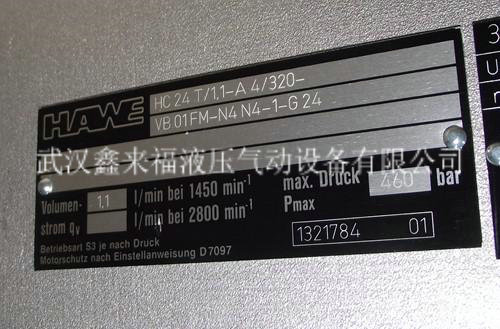 HAWE
HC 24 T/1,1-A 4/320-
VB 01 FM-N4 N4-1-G 24
武汉鑫来福液压气动设备有限公司
Volumen- 1,1 l/min bei 1450 min-1 max. Druck 460 bar
strom qv l/min bei 2800 min-1 Pmax
Betriebsart S3 je nach Druck
Motorschutz nach Einstellanweisung D7097
1321784 01
3
U